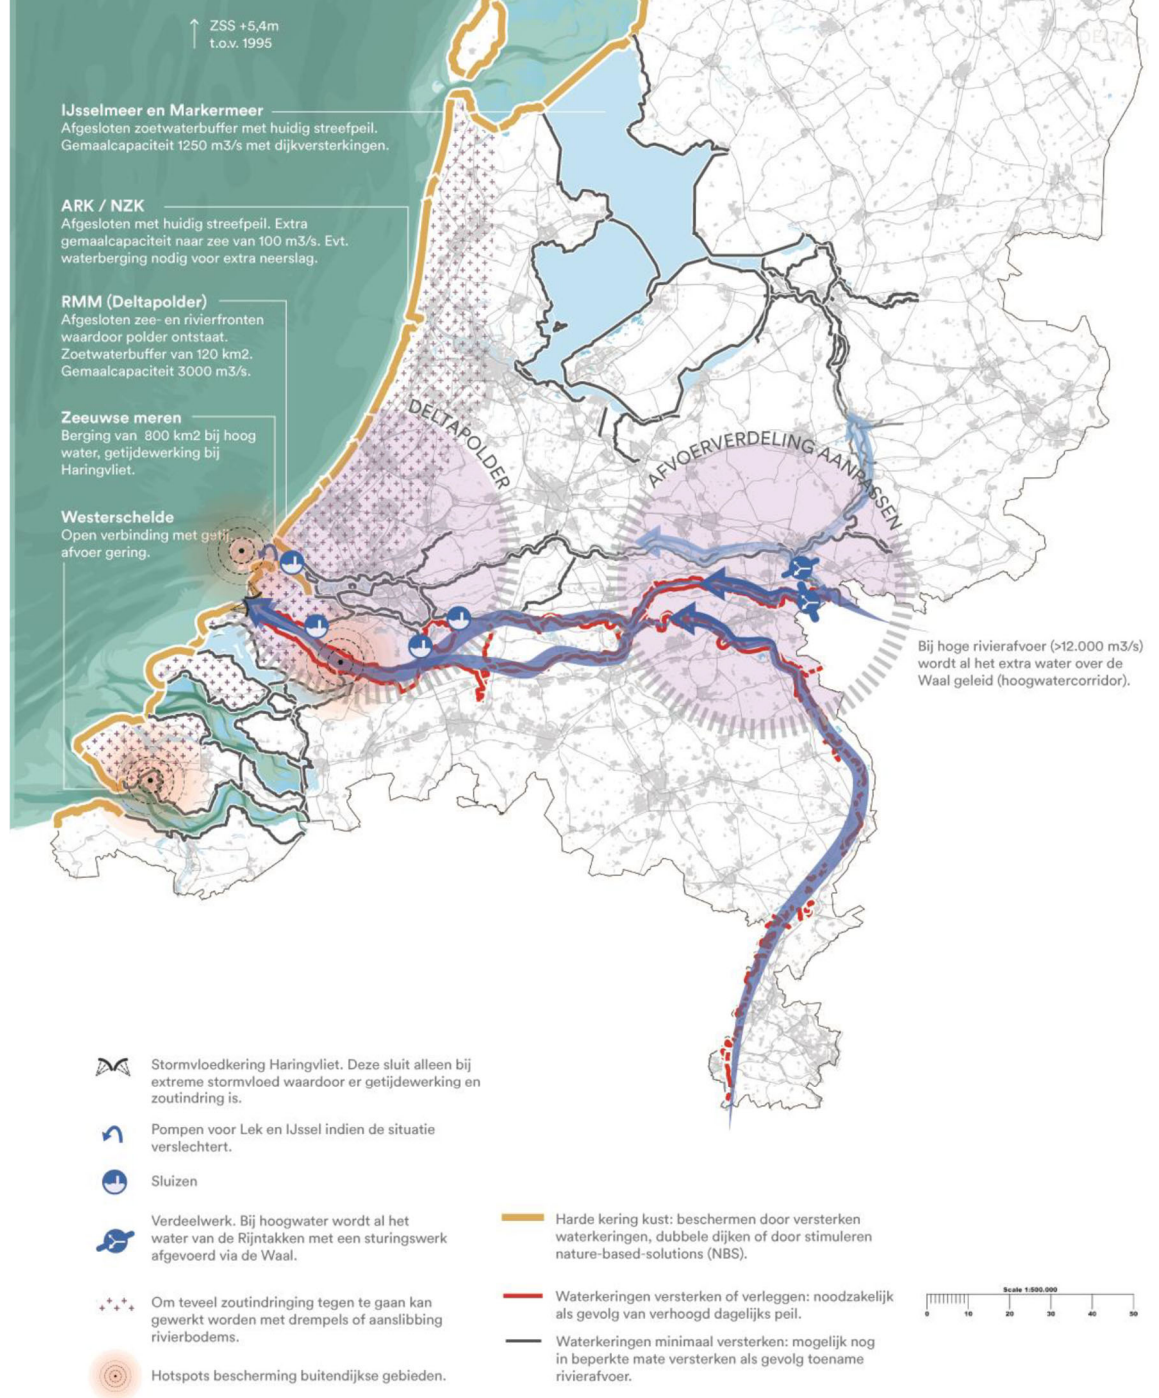 ZSS +5,4m
t.o.v. 1995
IJsselmeer en Markermeer
Afgesloten zoetwaterbuffer met huidig streefpeil.
Gemaalcapaciteit 1250 m3/s met dijkversterkingen.
ARK / NZK
Afgesloten met huidig streefpeil. Extra
gemaalcapaciteit naar zee van 100 m3/s. Evt.
waterberging nodig voor extra neerslag.
RMM (Deltapolder)
Afgesloten zee- en rivierfronten
waardoor polder ontstaat.
Zoetwaterbuffer van 120 km2.
Gemaalcapaciteit 3000 m3/s.
Zeeuwse meren
Berging van 800 km2 bij hoog
water, getijdewerking bij
Haringvliet.
Westerschelde
Open verbinding met getij,
afvoer gering.
DELTAPOLDER
AFVOERVERDELING AANPASSEN
Bij hoge rivierafvoer (>12.000 m3/s)
wordt al het extra water over de
Waal geleid (hoogwatercorridor).
Stormvloedkering Haringvliet. Deze sluit alleen bij
extreme stormvloed waardoor er getijdewerking en
zoutindring is.
Pompen voor Lek en IJssel indien de situatie
verslechtert.
Sluizen
Verdeelwerk. Bij hoogwater wordt al het
water van de Rijntakken met een sturingswerk
afgevoerd via de Waal.
Om teveel zoutindringing tegen te gaan kan
gewerkt worden met drempels of aanslibbing
rivierbodems.
Hotspots bescherming buitendijkse gebieden.
Harde kering kust: beschermen door versterken
waterkeringen, dubbele dijken of door stimuleren
nature-based-solutions (NBS).
Waterkeringen versterken of verleggen: noodzakelijk
als gevolg van verhoogd dagelijks peil.
Waterkeringen minimaal versterken: mogelijk nog
in beperkte mate versterken als gevolg toename
rivierafvoer.
Scale 1:500.000
0 10 20 30 40 50